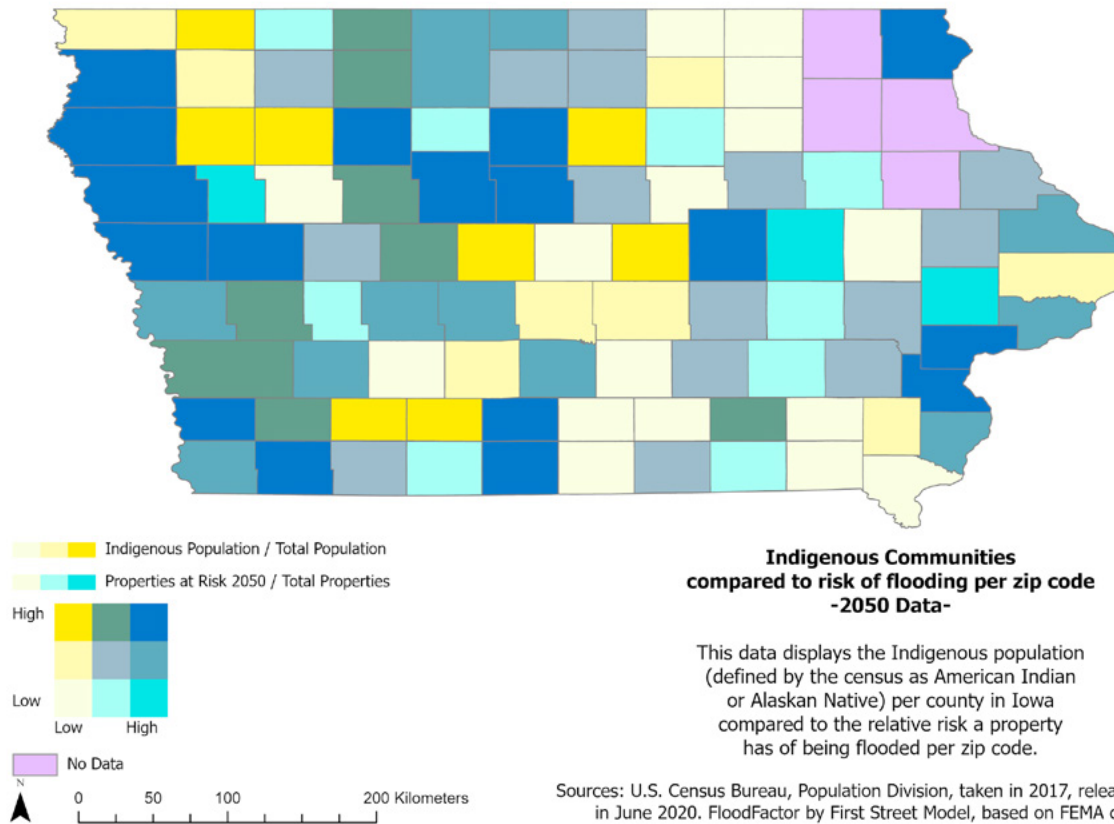 Indigenous Population / Total Population
Properties at Risk 2050 / Total Properties
High
Low
Low High
No Data
N
0 50 100 200 Kilometers
Indigenous Communities
compared to risk of flooding per zip code
-2050 Data-
This data displays the Indigenous population
(defined by the census as American Indian
or Alaskan Native) per county in Iowa
compared to the relative risk a property
has of being flooded per zip code.
Sources: U.S. Census Bureau, Population Division, taken in 2017, relea
in June 2020. FloodFactor by First Street Model, based on FEMA